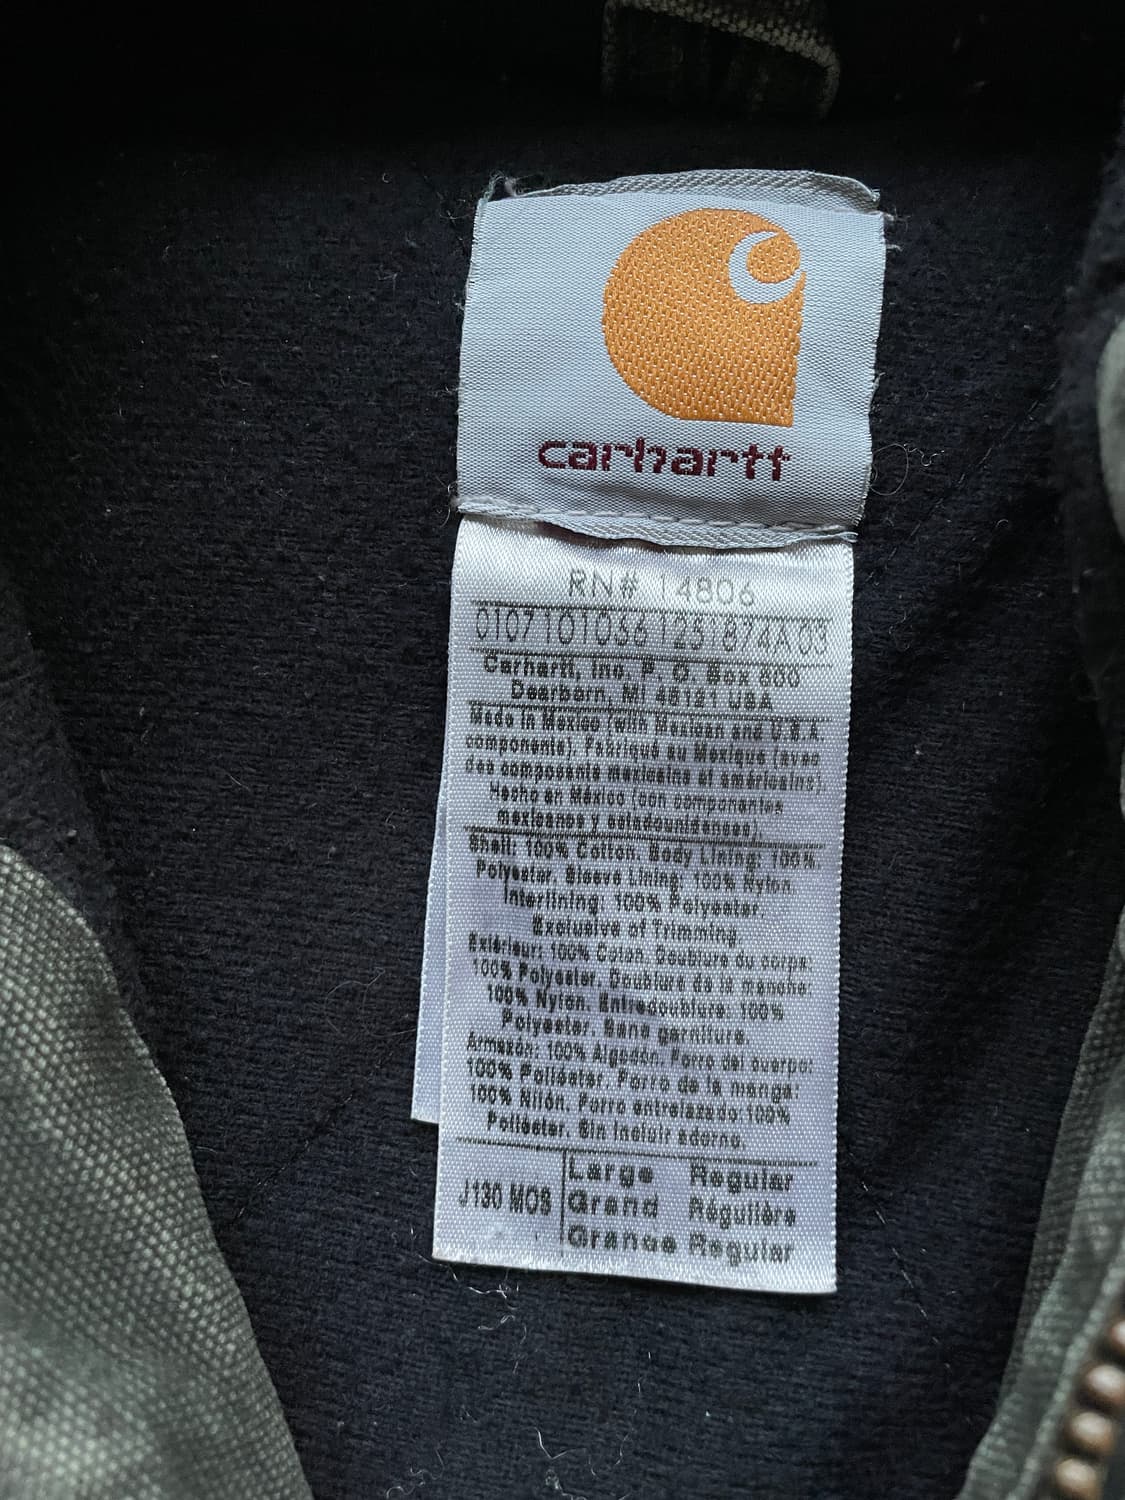 carhartt
RN# 14806
0107 101056 1251874A 03
Carhartt, Inc. P. O. Box 600
Dearborn, MI 48121 USA
Made in Mexico (with Mexican and U.S.A.
components). Fabriqué au Mexique (avec
des composants mexicains et américains).
Hecho en México (con componentes
mexicanos y estadounidenses).
Shell: 100% Cotton. Body Lining: 100%
Polyester. Sleeve Lining: 100% Nylon.
Interlining: 100% Polyester.
Exclusive of Trimming.
Extérieur: 100% Coton. Doublure du corps:
100% Polyester. Doublure de la manche:
100% Nylon. Entredoublure: 100%
Polyester. Sans garniture.
Armazón: 100% Algodón. Forro del cuerpo:
100% Poliéster. Forro de la manga:
100% Nilón. Forro entrelazado:100%
Poliéster. Sin incluir adorno.
J130 MOS
Large Regular
Grand Régulière
Grande Regular